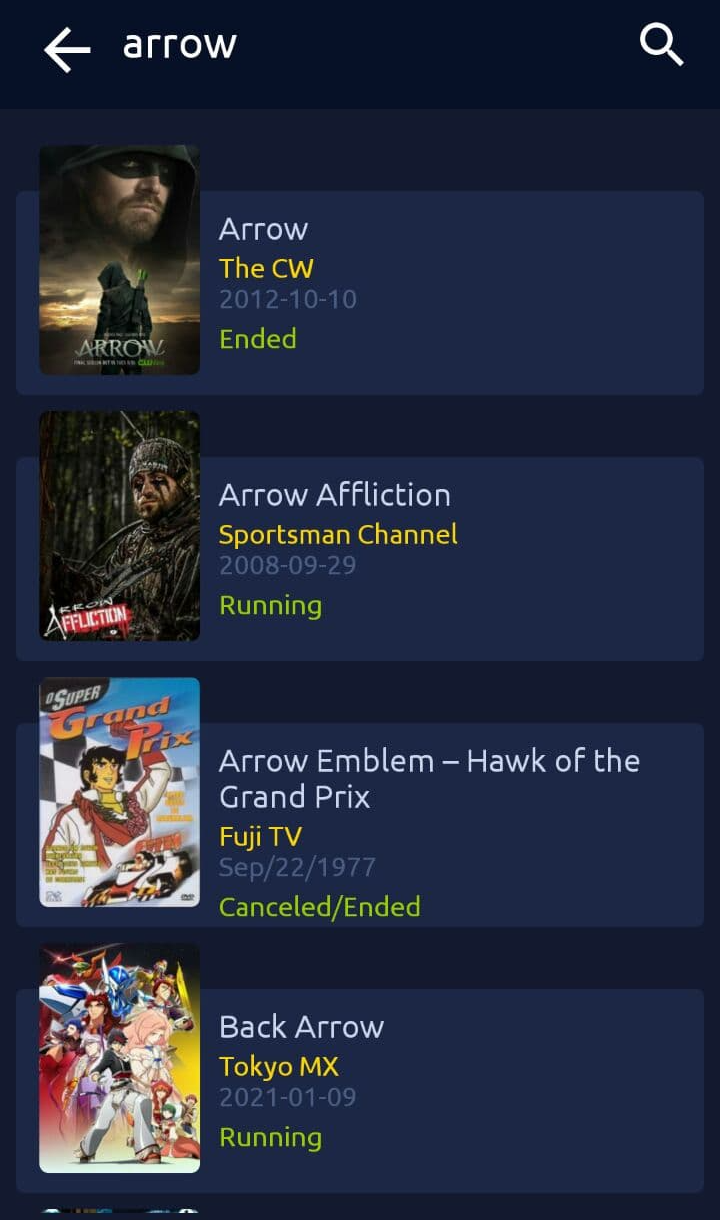 arrow
ARROW
Arrow
The CW
2012-10-10
Ended
ARROW
AFFLICTION
Arrow Affliction
Sportsman Channel
2008-09-29
Running
O SUPER
Grand
Prix
Arrow Emblem – Hawk of the
Grand Prix
Fuji TV
Sep/22/1977
Canceled/Ended
Back Arrow
Tokyo MX
2021-01-09
Running